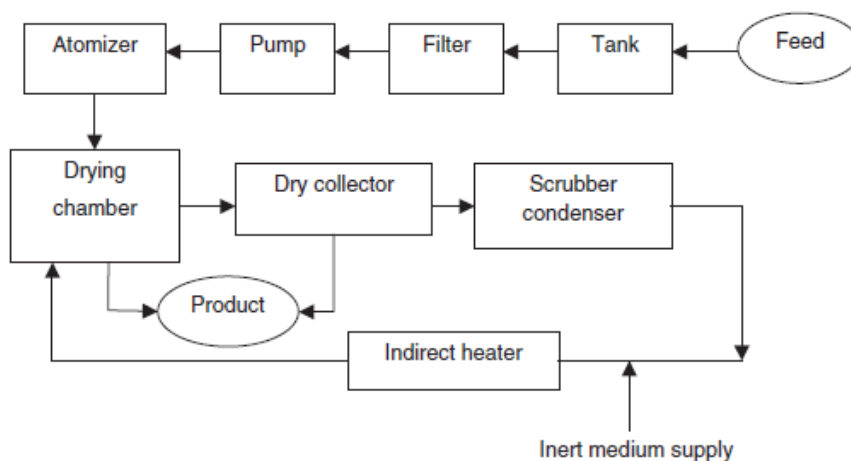 Atomizer
Pump
Filter
Tank
Feed
Drying
chamber
Dry collector
Scrubber
condenser
Product
Indirect heater
Inert medium supply